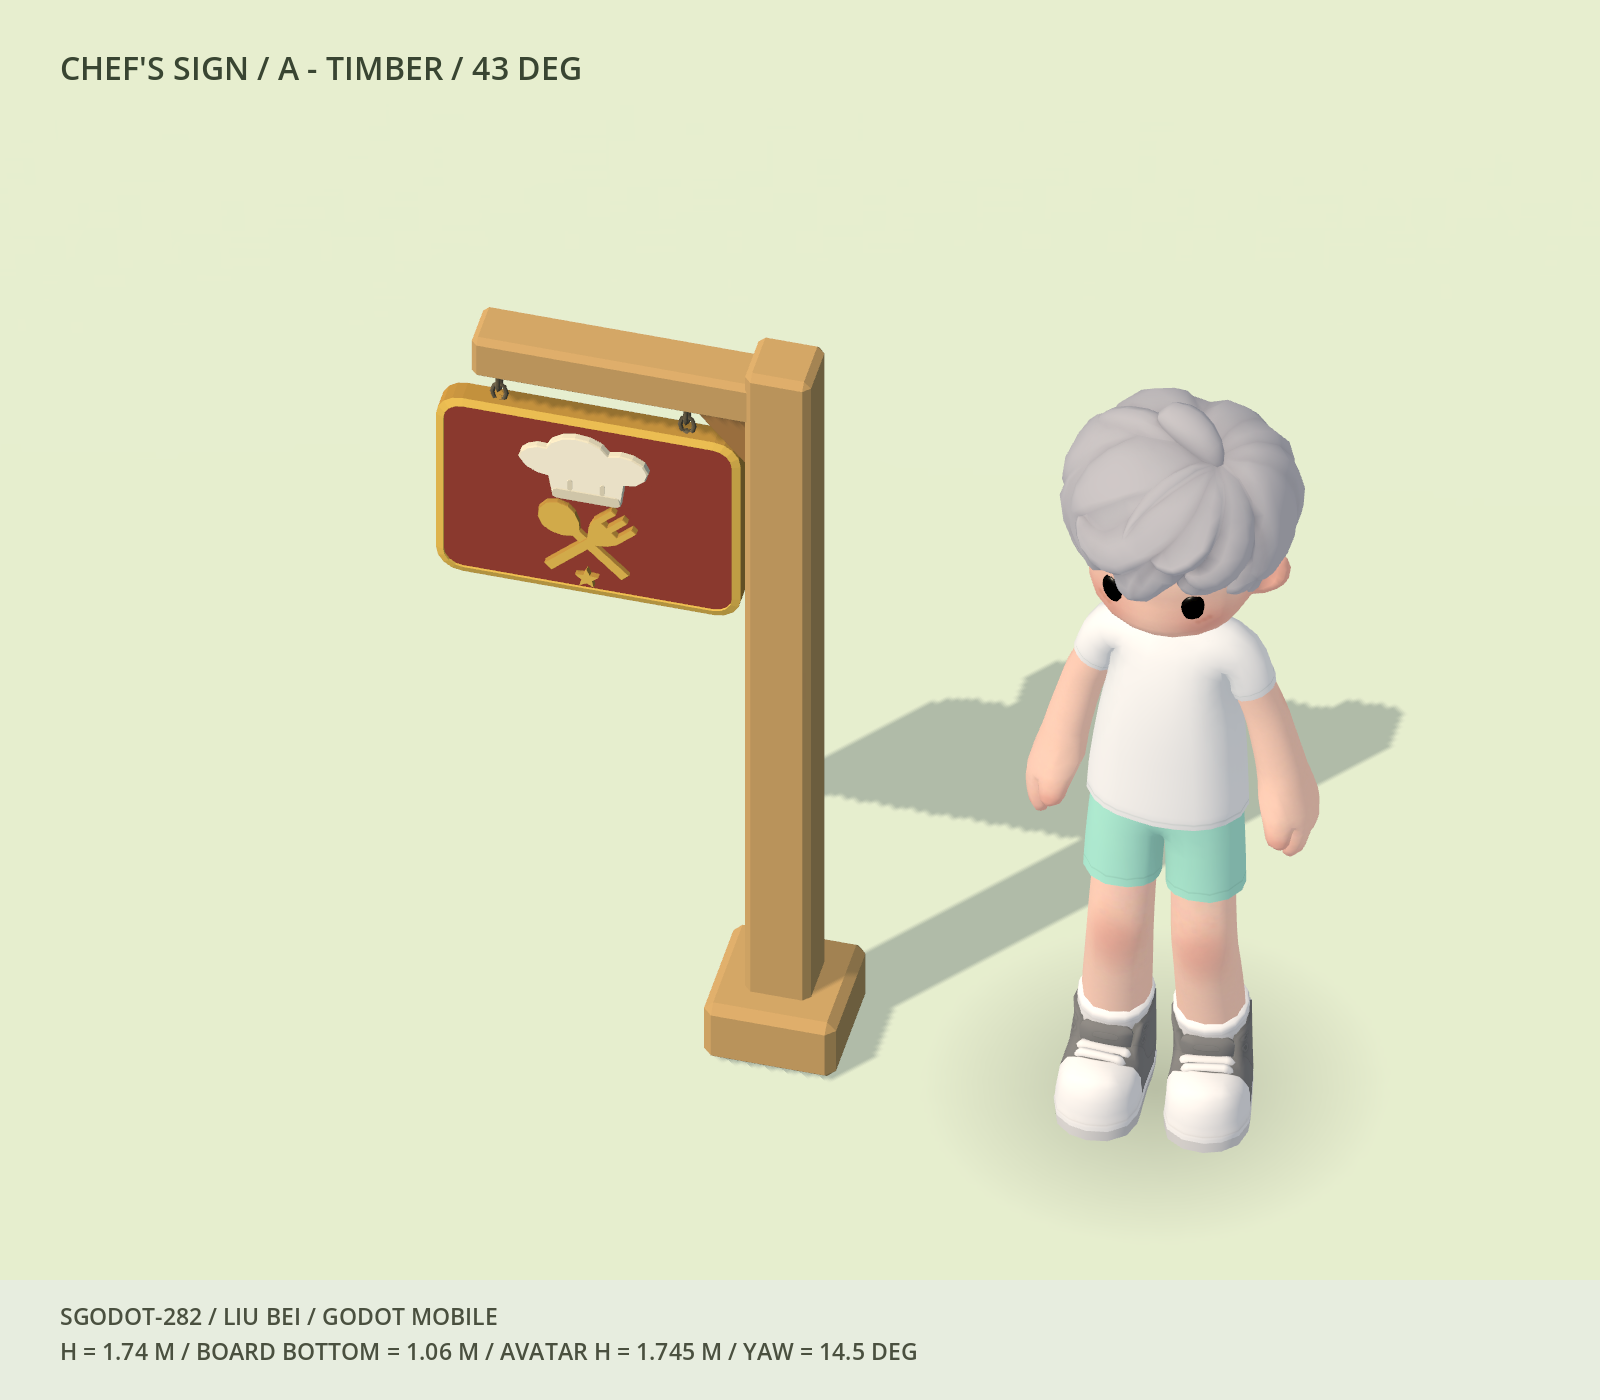 CHEF'S SIGN / A - TIMBER / 43 DEG
SGODOT-282 / LIU BEI / GODOT MOBILE
H = 1.74 M / BOARD BOTTOM = 1.06 M / AVATAR H = 1.745 M / YAW = 14.5 DEG